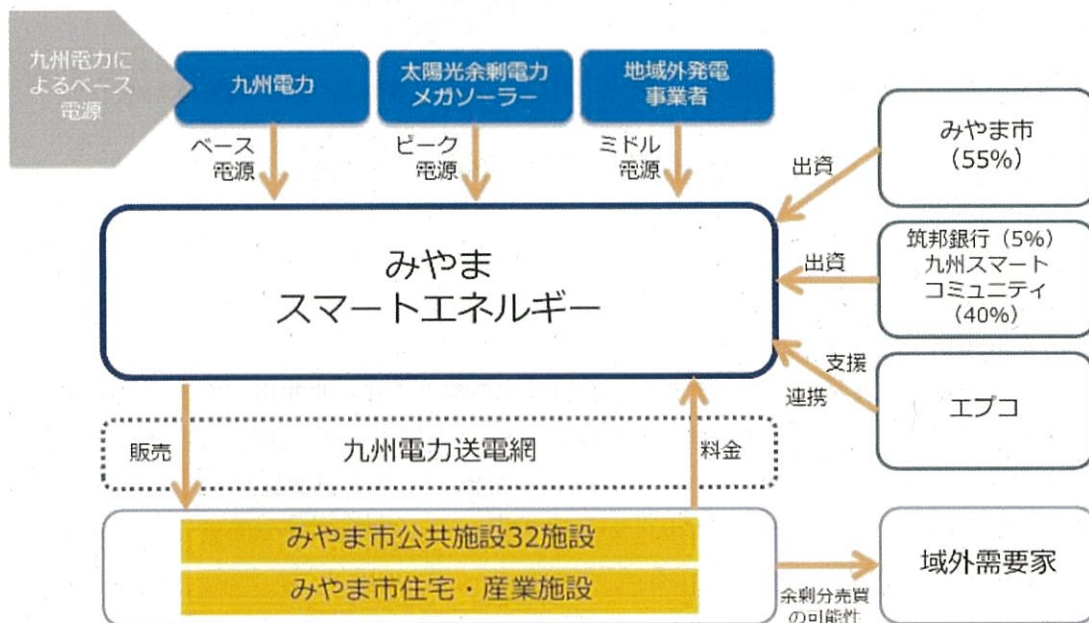 九州電力に
よるベース
電源
九州電力
太陽光余剰電力
メガソーラー
地域外発電
事業者
ベース
電源
ピーク
電源
ミドル
電源
みやま
スマートエネルギー
出資
みやま市
(55%)
出資
筑邦銀行（5%）
九州スマート
コミュニティ
(40%)
支援
連携
エプコ
販売
九州電力送電網
料金
みやま市公共施設32施設
みやま市住宅・産業施設
余剰分売買
の可能性
域外需要家